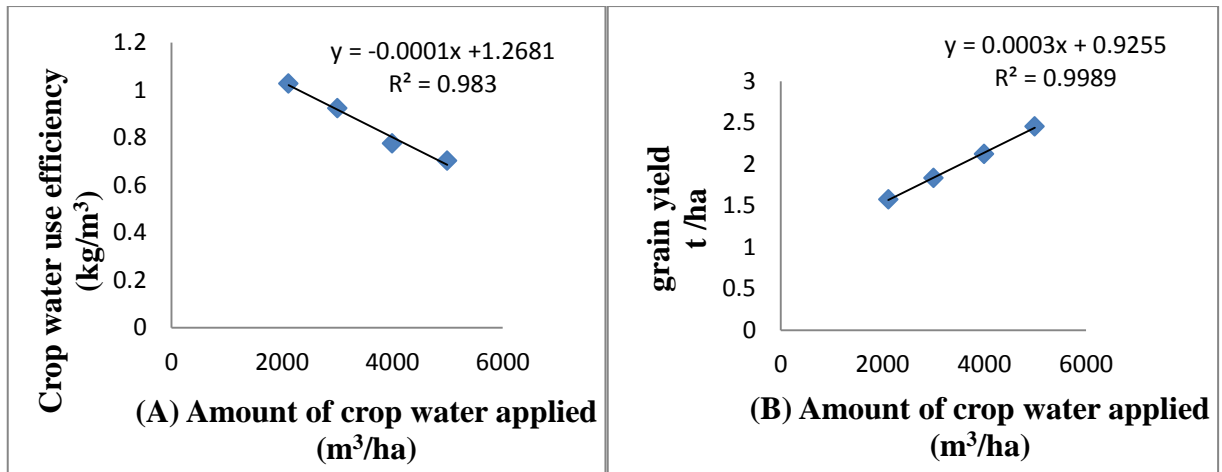 y = -0.0001x +1.2681
R² = 0.983
1.2
1
0.8
0.6
0.4
0.2
0
0
2000
4000
6000
Crop water use efficiency
(kg/m³)
(A) Amount of crop water applied
(m³/ha)
y = 0.0003x + 0.9255
R² = 0.9989
3
2.5
2
1.5
1
0.5
0
0
2000
4000
6000
grain yield
t /ha
(B) Amount of crop water applied
(m³/ha)